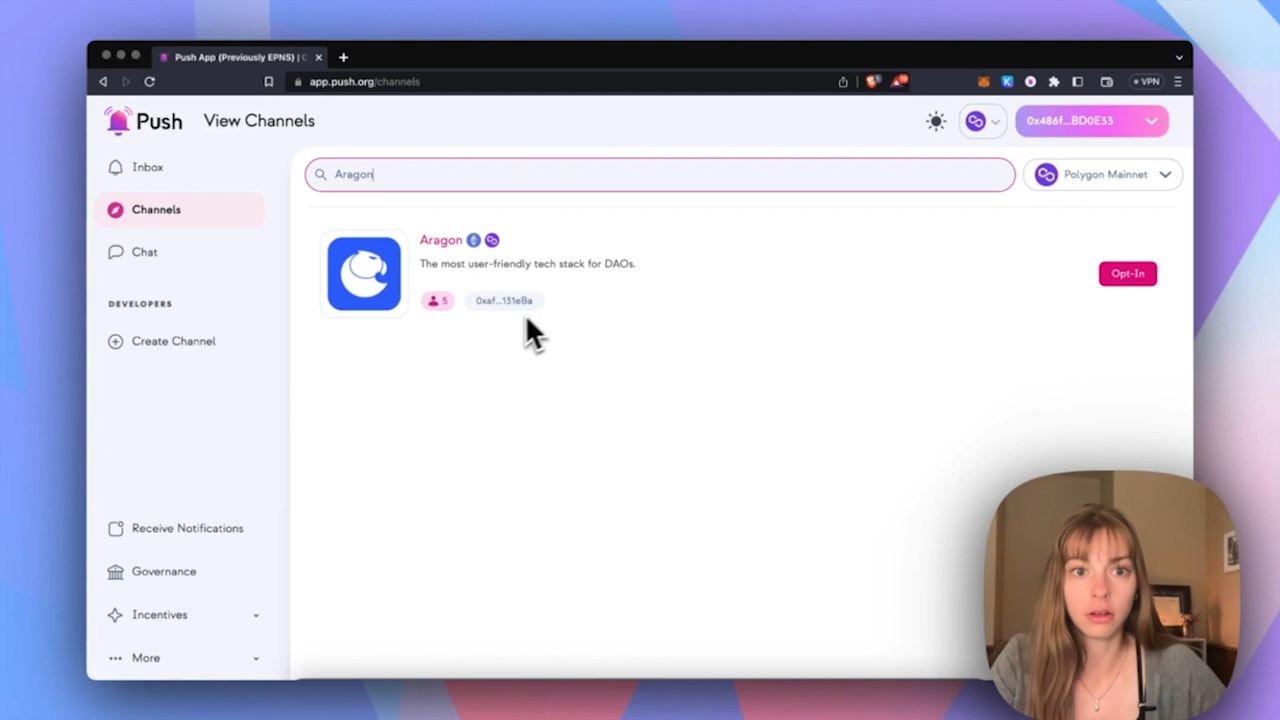 Push App (Previously EPNS) | C
app.push.org/channels
VPN
Push
View Channels
0x486f...BD0E33
Inbox
Aragon
Polygon Mainnet
Channels
Aragon
The most user-friendly tech stack for DAOs.
Opt-In
5
0xaf...131eBa
Chat
DEVELOPERS
Create Channel
Receive Notifications
Governance
Incentives
More